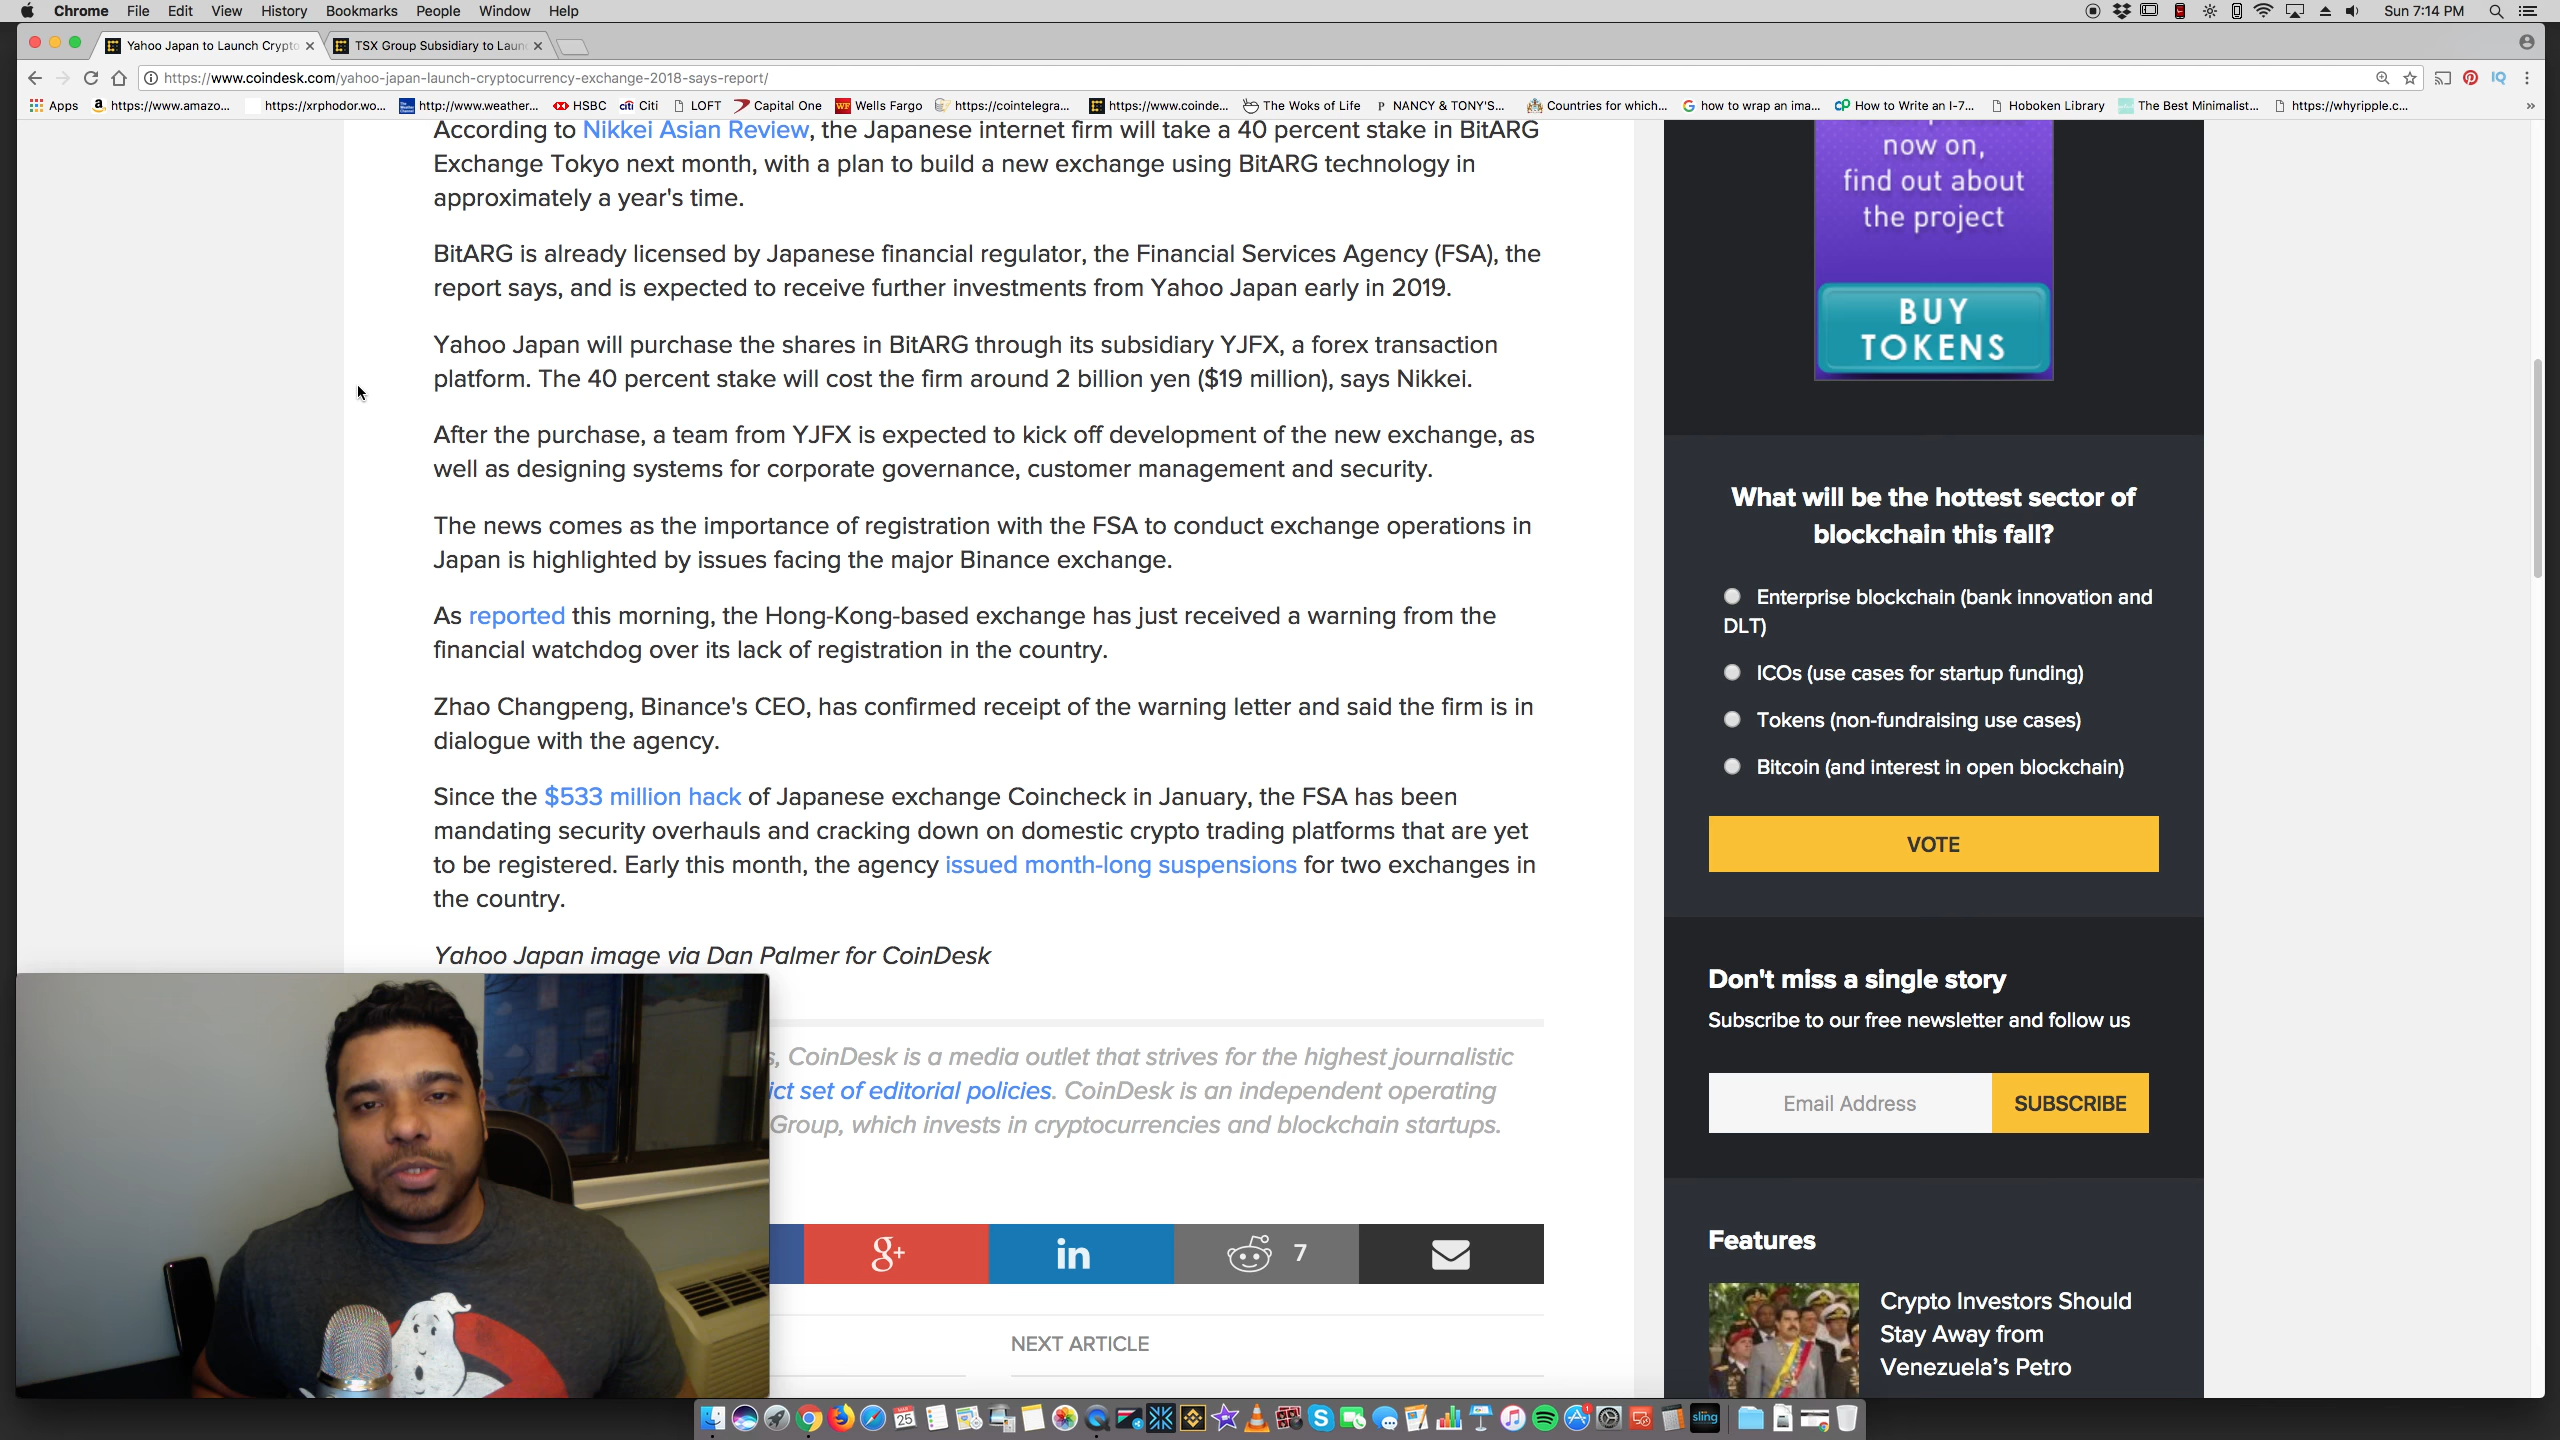 Chrome File Edit View History Bookmarks People Window Help Sun 7:14 PM
Yahoo Japan to Launch Crypto TSX Group Subsidiary to Laun
https://www.coindesk.com/yahoo-japan-launch-cryptocurrency-exchange-2018-says-report/
Apps https://www.amazo... https://xrphodor.wo... http://www.weather... HSBC Citi LOFT Capital One Wells Fargo https://cointelegra... https://www.coinde... The Woks of Life NANCY & TONY'S... Countries for which... how to wrap an ima... How to Write an I-7... Hoboken Library The Best Minimalist... https://whyripple.c... »
According to Nikkei Asian Review, the Japanese internet firm will take a 40 percent stake in BitARG
Exchange Tokyo next month, with a plan to build a new exchange using BitARG technology in
approximately a year's time.
BitARG is already licensed by Japanese financial regulator, the Financial Services Agency (FSA), the
report says, and is expected to receive further investments from Yahoo Japan early in 2019.
Yahoo Japan will purchase the shares in BitARG through its subsidiary YJFX, a forex transaction
platform. The 40 percent stake will cost the firm around 2 billion yen ($19 million), says Nikkei.
After the purchase, a team from YJFX is expected to kick off development of the new exchange, as
well as designing systems for corporate governance, customer management and security.
The news comes as the importance of registration with the FSA to conduct exchange operations in
Japan is highlighted by issues facing the major Binance exchange.
As reported this morning, the Hong-Kong-based exchange has just received a warning from the
financial watchdog over its lack of registration in the country.
Zhao Changpeng, Binance's CEO, has confirmed receipt of the warning letter and said the firm is in
dialogue with the agency.
Since the $533 million hack of Japanese exchange Coincheck in January, the FSA has been
mandating security overhauls and cracking down on domestic crypto trading platforms that are yet
to be registered. Early this month, the agency issued month-long suspensions for two exchanges in
the country.
Yahoo Japan image via Dan Palmer for CoinDesk
s, CoinDesk is a media outlet that strives for the highest journalistic
ict set of editorial policies. CoinDesk is an independent operating
Group, which invests in cryptocurrencies and blockchain startups.
g+ in 7
NEXT ARTICLE
now on,
find out about
the project
BUY
TOKENS
What will be the hottest sector of
blockchain this fall?
Enterprise blockchain (bank innovation and
DLT)
ICOs (use cases for startup funding)
Tokens (non-fundraising use cases)
Bitcoin (and interest in open blockchain)
VOTE
Don't miss a single story
Subscribe to our free newsletter and follow us
Email Address SUBSCRIBE
Features
Crypto Investors Should
Stay Away from
Venezuela's Petro
25 sling